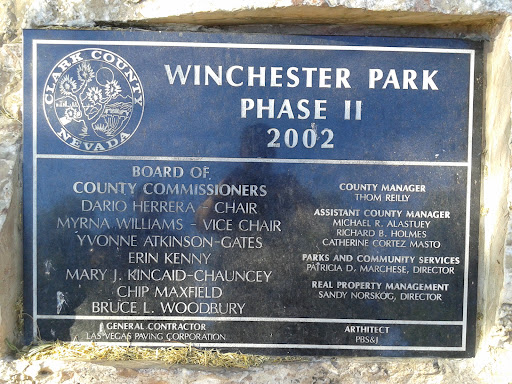 CLARK COUNTY
NEVADA
WINCHESTER PARK
PHASE II
2002
BOARD OF
COUNTY COMMISSIONERS
DARIO HERRERA - CHAIR
MYRNA WILLIAMS - VICE CHAIR
YVONNE ATKINSON-GATES
ERIN KENNY
MARY J. KINCAID-CHAUNCEY
CHIP MAXFIELD
BRUCE L. WOODBURY
COUNTY MANAGER
THOM REILLY
ASSISTANT COUNTY MANAGER
MICHAEL R. ALASTUEY
RICHARD B. HOLMES
CATHERINE CORTEZ MASTO
PARKS AND COMMUNITY SERVICES
PATRICIA D. MARCHESE, DIRECTOR
REAL PROPERTY MANAGEMENT
SANDY NORSKOG, DIRECTOR
GENERAL CONTRACTOR
LAS VEGAS PAVING CORPORATION
ARCHITECT
PBS&J